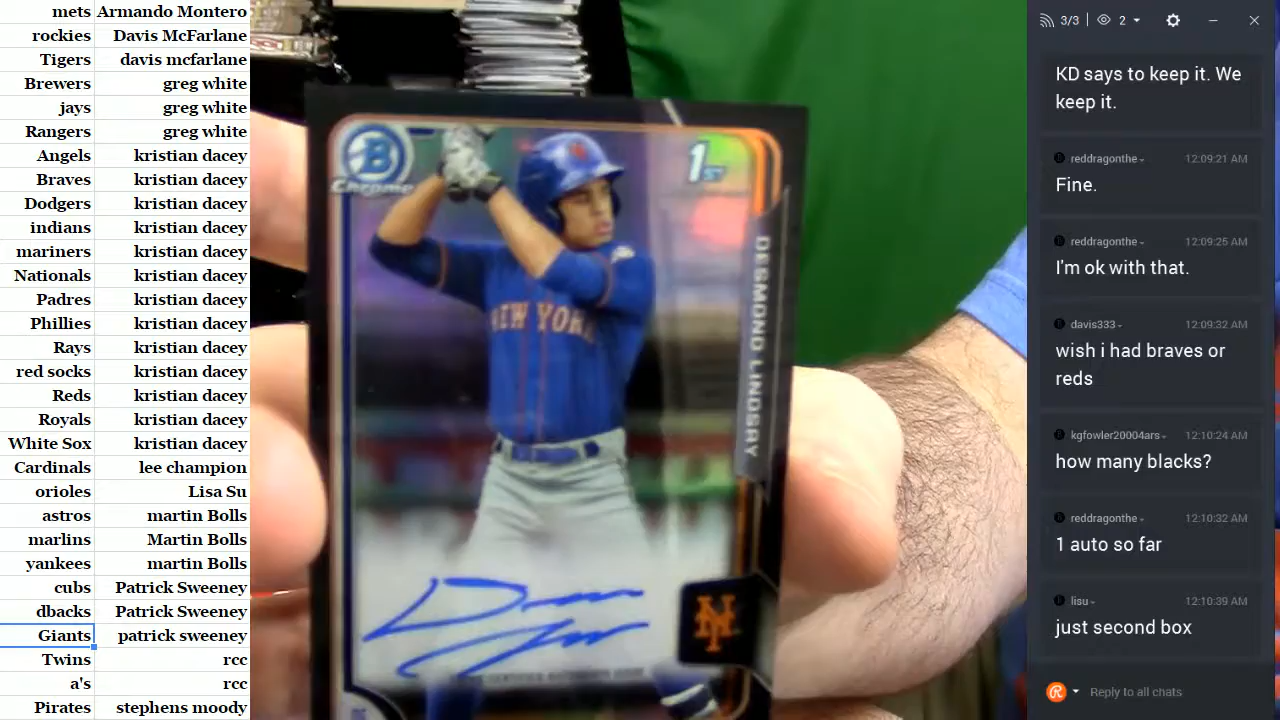 mets Armando Montero
rockies Davis McFarlane
Tigers davis mcfarlane
Brewers greg white
jays greg white
Rangers greg white
Angels kristian dacey
Braves kristian dacey
Dodgers kristian dacey
indians kristian dacey
mariners kristian dacey
Nationals kristian dacey
Padres kristian dacey
Phillies kristian dacey
Rays kristian dacey
red socks kristian dacey
Reds kristian dacey
Royals kristian dacey
White Sox kristian dacey
Cardinals lee champion
orioles Lisa Su
astros martin Bolls
marlins Martin Bolls
yankees martin Bolls
cubs Patrick Sweeney
dbacks Patrick Sweeney
Giants patrick sweeney
Twins rcc
a's rcc
Pirates stephens moody
B
Chrome
1ST
DESMOND LINDSAY
NEW YORK
NY
3/3 2
KD says to keep it. We
keep it.
reddragonthe 12:09:21 AM
Fine.
reddragonthe 12:09:25 AM
I'm ok with that.
davis333 12:09:32 AM
wish i had braves or
reds
kgfowler20004ars 12:10:24 AM
how many blacks?
reddragonthe 12:10:32 AM
1 auto so far
lisu 12:10:39 AM
just second box
Reply to all chats